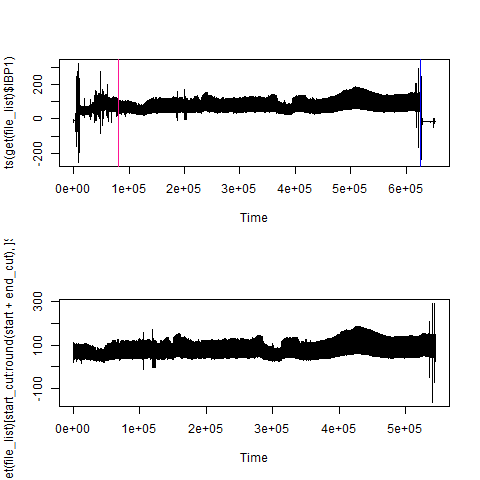 ts(get(file_list)$IBP1)
200
0
-200
0e+00 1e+05 2e+05 3e+05 4e+05 5e+05 6e+05
Time
et(file_list)[start_cut:round(start + end_cut), ]$
300
100
-100
0e+00 1e+05 2e+05 3e+05 4e+05 5e+05
Time